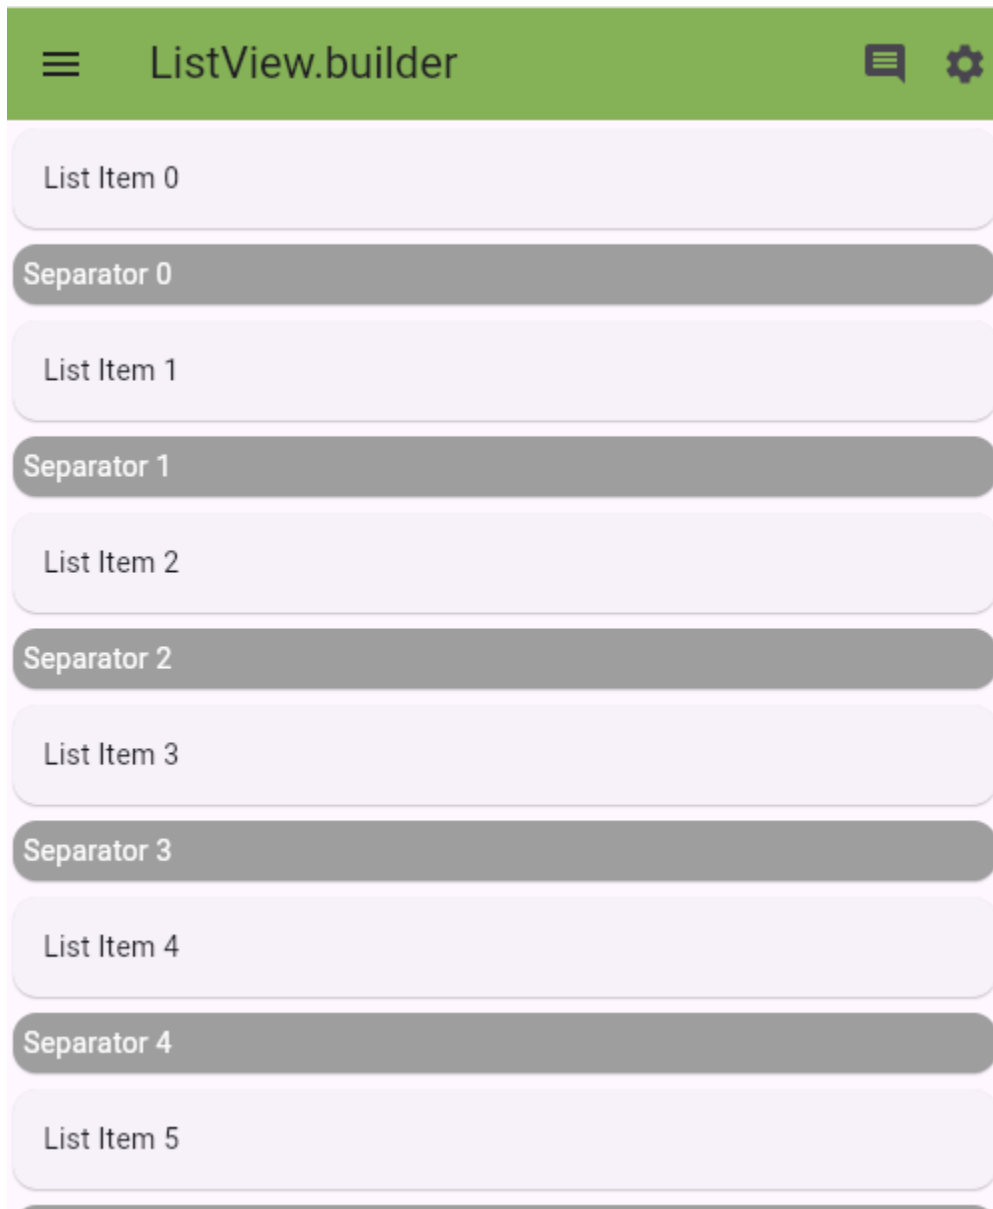 ListView.builder
List Item 0
Separator 0
List Item 1
Separator 1
List Item 2
Separator 2
List Item 3
Separator 3
List Item 4
Separator 4
List Item 5